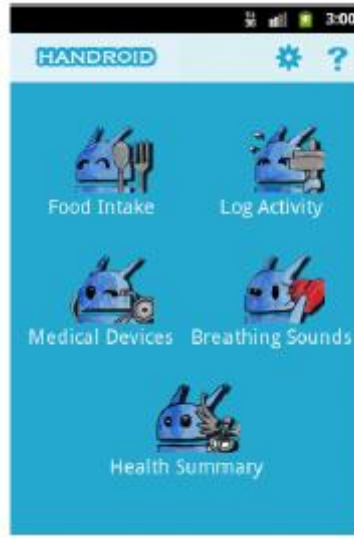 3:00
HANDROID ?
Food Intake Log Activity
Medical Devices Breathing Sounds
Health Summary